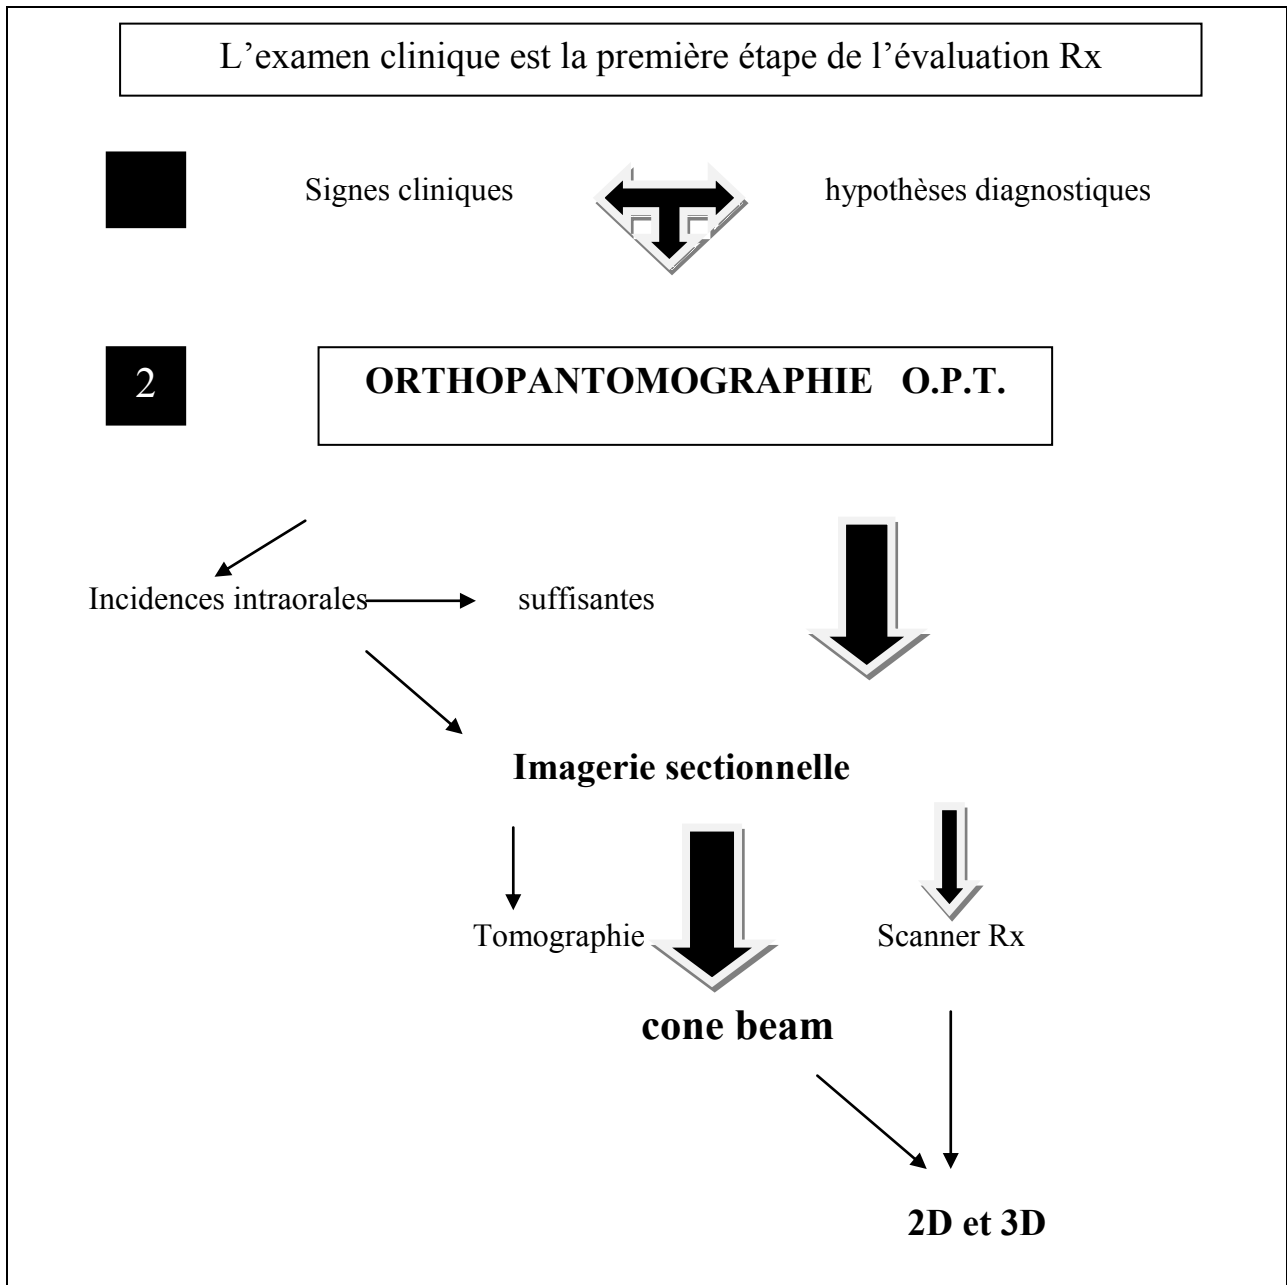 L’examen clinique est la première étape de l’évaluation Rx
Signes cliniques
hypothèses diagnostiques
2
ORTHOPANTOMOGRAPHIE O.P.T.
Incidences intraorales
suffisantes
Imagerie sectionnelle
Tomographie
Scanner Rx
cone beam
2D et 3D